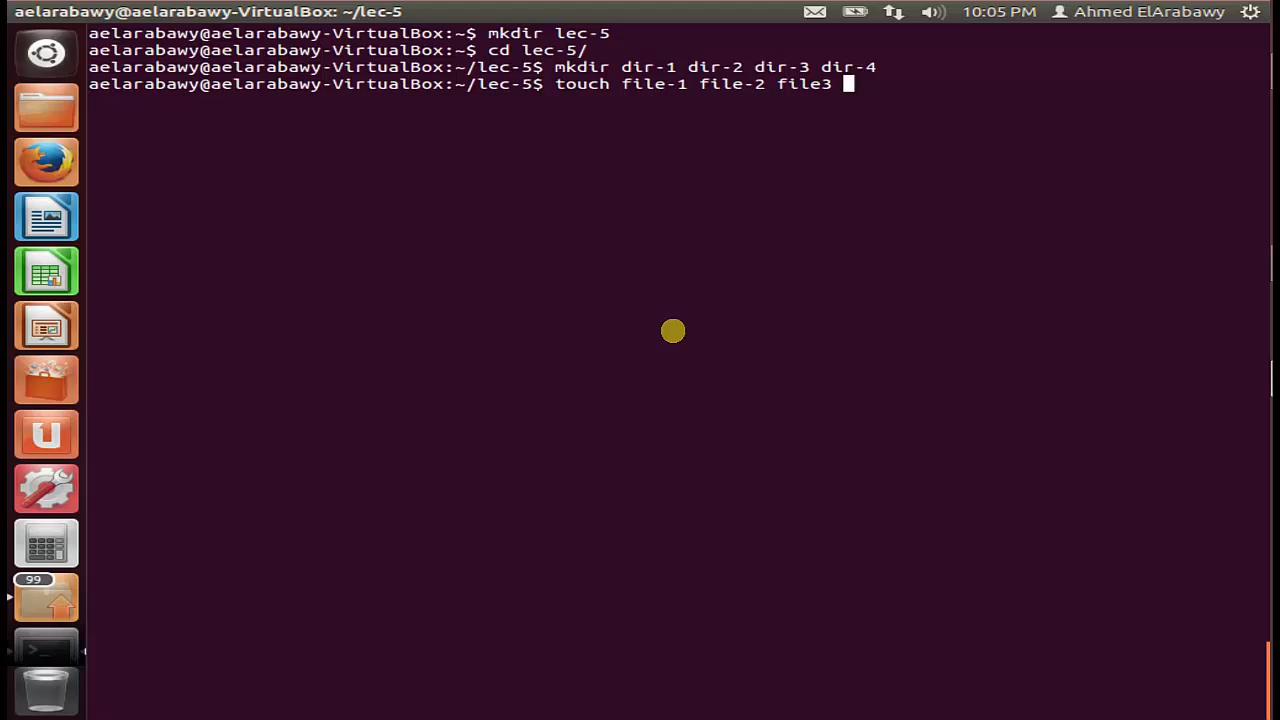 aelarabawy@aelarabawy-VirtualBox: ~/lec-5 10:05 PM Ahmed ElArabawy
aelarabawy@aelarabawy-VirtualBox:~$ mkdir lec-5
aelarabawy@aelarabawy-VirtualBox:~$ cd lec-5/
aelarabawy@aelarabawy-VirtualBox:~/lec-5$ mkdir dir-1 dir-2 dir-3 dir-4
aelarabawy@aelarabawy-VirtualBox:~/lec-5$ touch file-1 file-2 file3
99